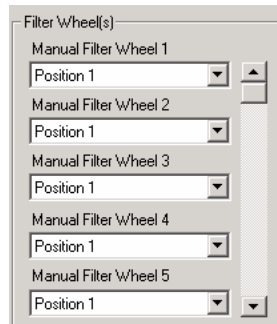 Filter Wheel(s)
Manual Filter Wheel 1
Position 1
Manual Filter Wheel 2
Position 1
Manual Filter Wheel 3
Position 1
Manual Filter Wheel 4
Position 1
Manual Filter Wheel 5
Position 1